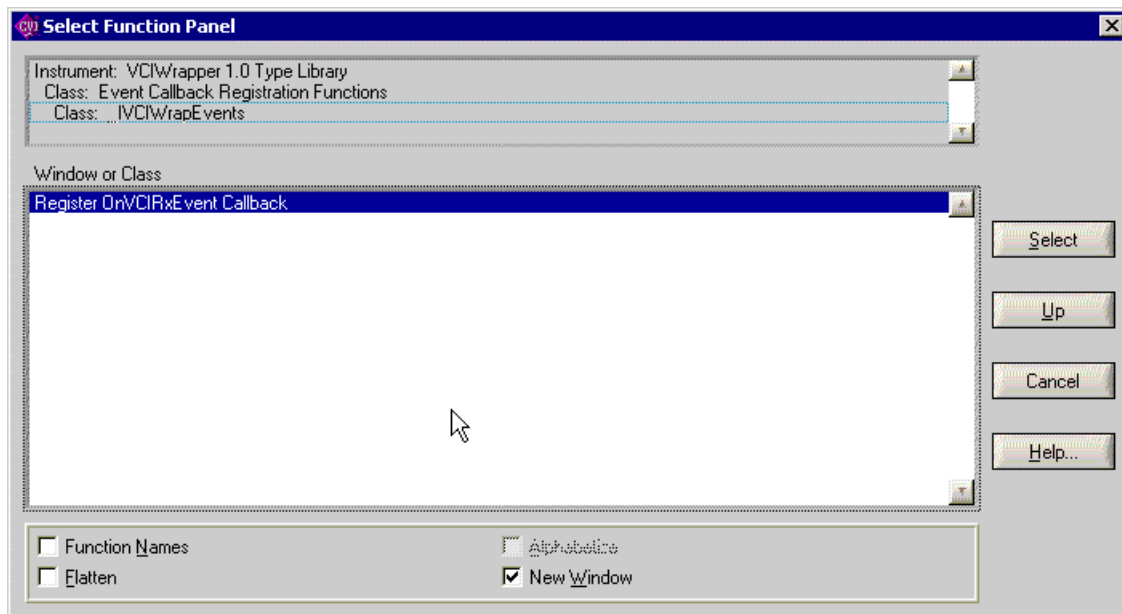 CVI Select Function Panel
Instrument: VCIWrapper 1.0 Type Library
Class: Event Callback Registration Functions
Class: _IVCIWrapEvents
Window or Class
Register OnVCIRxEvent Callback
Select
Up
Cancel
Help...
Function Names
Alphabetize
Flatten
New Window